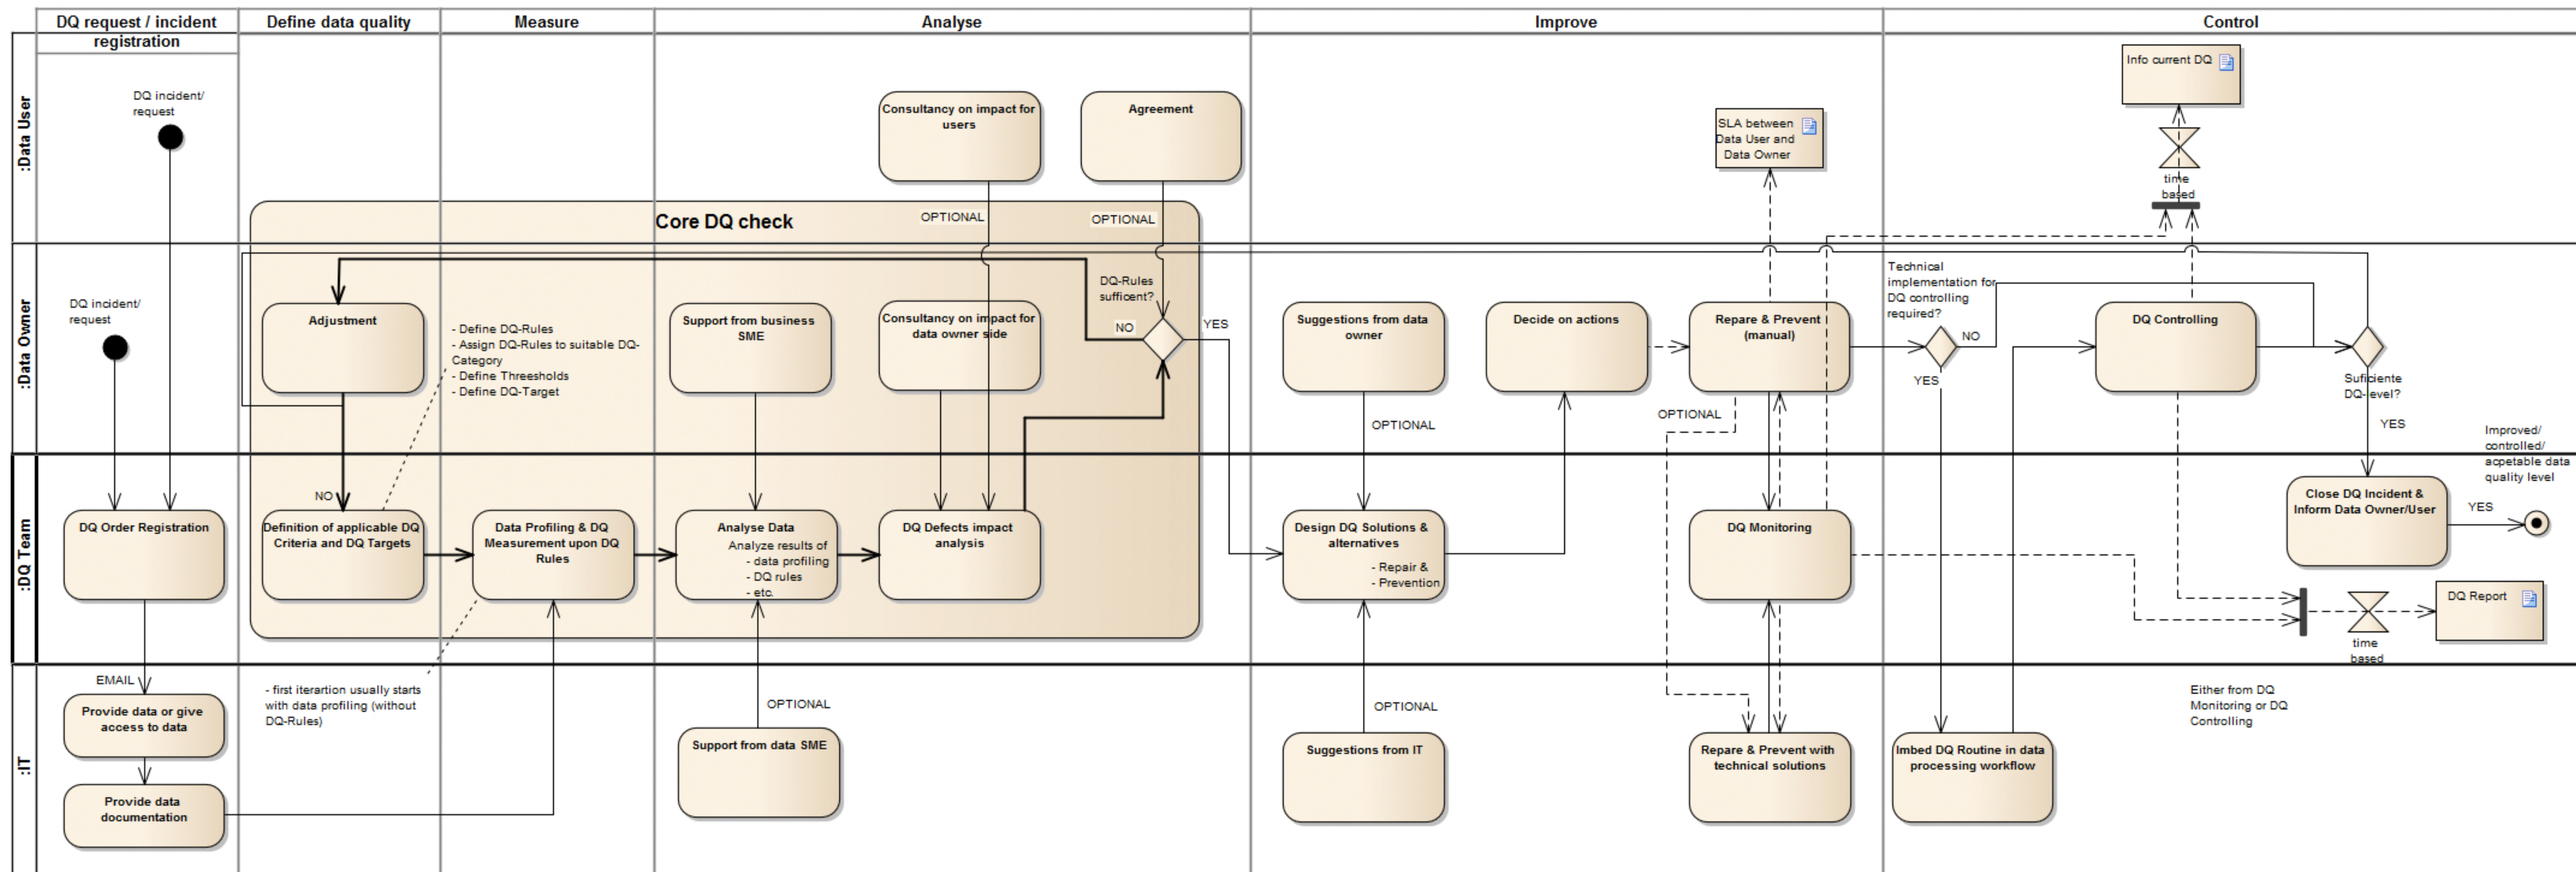 DQ request / incident
registration
Define data quality
Measure
Analyse
Improve
Control
:Data User
DQ incident/
request
Consultancy on impact for
users
Agreement
OPTIONAL
OPTIONAL
SLA between
Data User and
Data Owner
Info current DQ
time
based
Core DQ check
:Data Owner
DQ incident/
request
Adjustment
- Define DQ-Rules
- Assign DQ-Rules to suitable DQ-
Category
- Define Threesholds
- Define DQ-Target
Support from business
SME
Consultancy on impact for
data owner side
DQ-Rules
sufficent?
NO
YES
Suggestions from data
owner
OPTIONAL
Decide on actions
Repare & Prevent
(manual)
OPTIONAL
Technical
implementation for
DQ controlling
required?
NO
YES
DQ Controlling
Suficiente
DQ-level?
YES
:DQ Team
DQ Order Registration
NO
Definition of applicable DQ
Criteria and DQ Targets
Data Profiling & DQ
Measurement upon DQ
Rules
Analyse Data
Analyze results of
- data profiling
- DQ rules
- etc.
DQ Defects impact
analysis
Design DQ Solutions &
alternatives
- Repair &
- Prevention
DQ Monitoring
Close DQ Incident &
Inform Data Owner/User
YES
Improved/
controlled/
acpetable data
quality level
DQ Report
time
based
:IT
EMAIL
Provide data or give
access to data
Provide data
documentation
- first iterartion usually starts
with data profiling (without
DQ-Rules)
OPTIONAL
Support from data SME
OPTIONAL
Suggestions from IT
Repare & Prevent with
technical solutions
Imbed DQ Routine in data
processing workflow
Either from DQ
Monitoring or DQ
Controlling